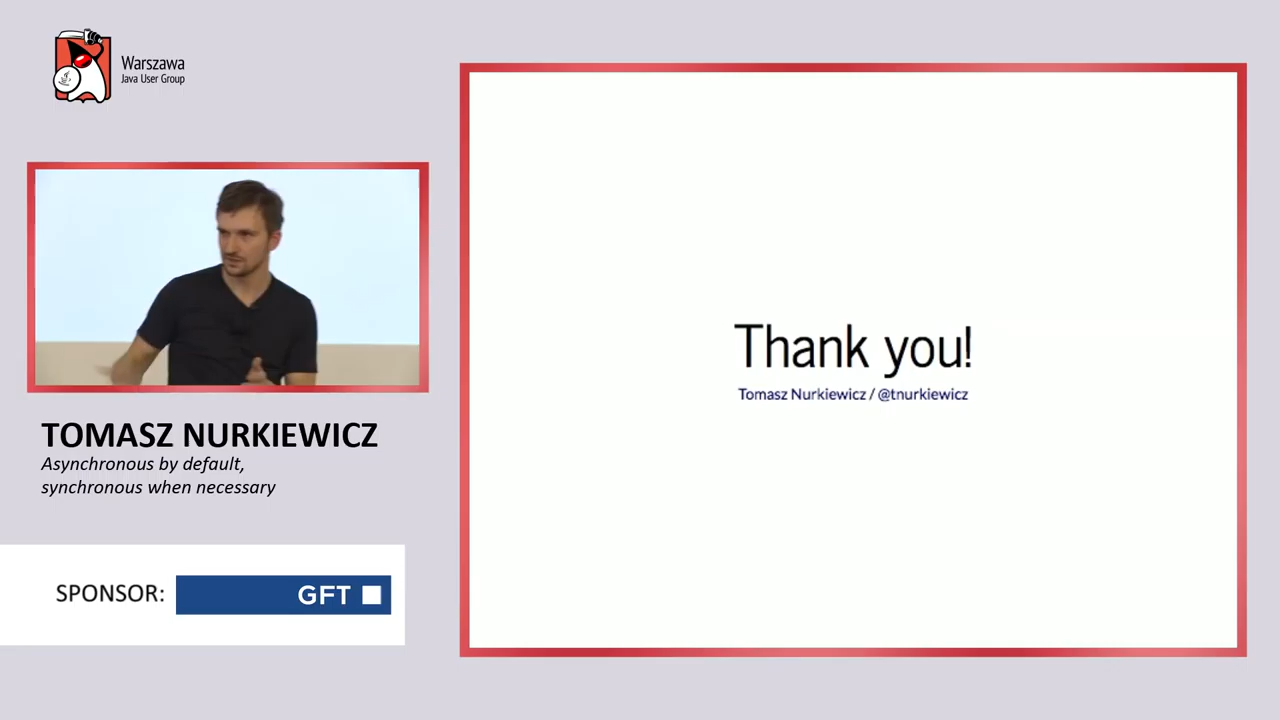 Warszawa
Java User Group
TOMASZ NURKIEWICZ
Asynchronous by default,
synchronous when necessary
SPONSOR:
GFT
Thank you!
Tomasz Nurkiewicz / @tnurkiewicz